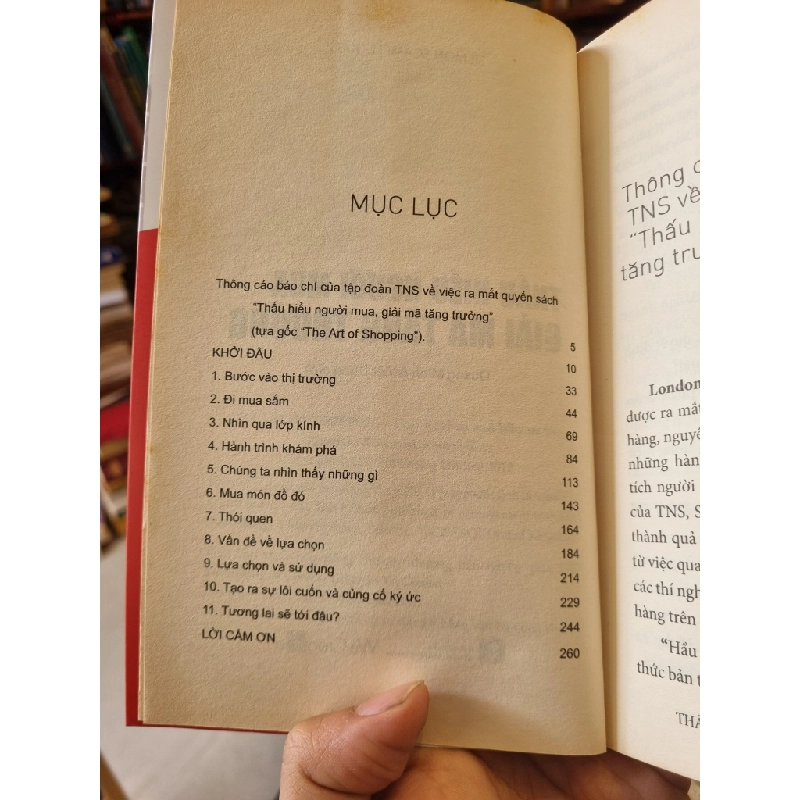 MỤC LỤC
Thông cáo báo chí của tập đoàn TNS về việc ra mắt quyển sách
"Thấu hiểu người mua, giải mã tăng trưởng"
(tựa gốc "The Art of Shopping"). 5
KHỞI ĐẦU 10
1. Bước vào thị trường 33
2. Đi mua sắm 44
3. Nhìn qua lớp kính 69
4. Hành trình khám phá 84
5. Chúng ta nhìn thấy những gì 113
6. Mua món đồ đó 143
7. Thói quen 164
8. Vấn đề về lựa chọn 184
9. Lựa chọn và sử dụng 214
10. Tạo ra sự lôi cuốn và củng cố ký ức 229
11. Tương lai sẽ tới đâu? 244
LỜI CẢM ƠN 260
Thông c
TNS về
"Thấu
tăng trư
London
được ra mắt
hàng, nguyê
những hàn
tích người
của TNS, S
thành quả
từ việc qua
các thí ngh
hàng trên
"Hầu
thức bản t
THẤ